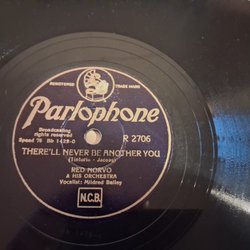 REGISTERED TRADE MARK
Parlophone
Broadcasting
rights reserved
Speed 78
R 2706
THERE'LL NEVER BE ANOTHER YOU
RED NORVO
& HIS ORCHESTRA
Vocalist: Mildred Bailey
N.C.B.